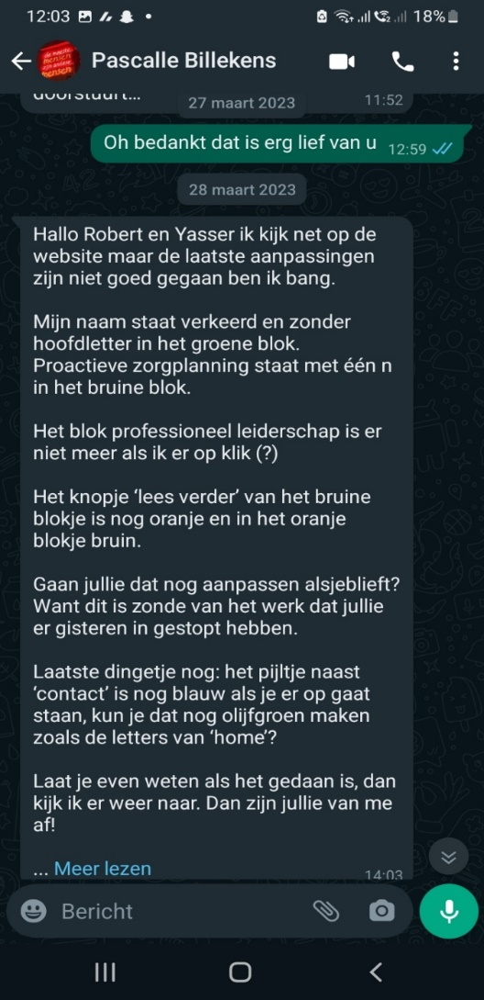 12:03
18%
Pascalle Billekens
doorstuurt...
27 maart 2023
11:52
Oh bedankt dat is erg lief van u
12:59
28 maart 2023
Hallo Robert en Yasser ik kijk net op de
website maar de laatste aanpassingen
zijn niet goed gegaan ben ik bang.
Mijn naam staat verkeerd en zonder
hoofdletter in het groene blok.
Proactieve zorgplanning staat met één n
in het bruine blok.
Het blok professioneel leiderschap is er
niet meer als ik er op klik (?)
Het knopje ‘lees verder’ van het bruine
blokje is nog oranje en in het oranje
blokje bruin.
Gaan jullie dat nog aanpassen alsjeblieft?
Want dit is zonde van het werk dat jullie
er gisteren in gestopt hebben.
Laatste dingetje nog: het pijltje naast
‘contact’ is nog blauw als je er op gaat
staan, kun je dat nog olijfgroen maken
zoals de letters van ‘home’?
Laat je even weten als het gedaan is, dan
kijk ik er weer naar. Dan zijn jullie van me
af!
... Meer lezen
14:03
Bericht